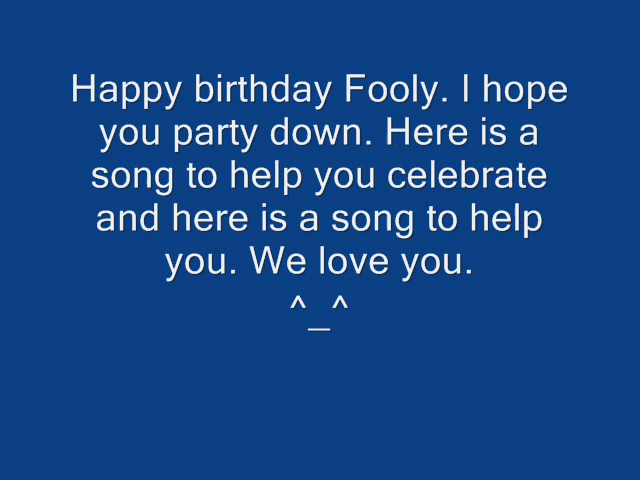 Happy birthday Fooly. I hope
you party down. Here is a
song to help you celebrate
and here is a song to help
you. We love you.
^_^